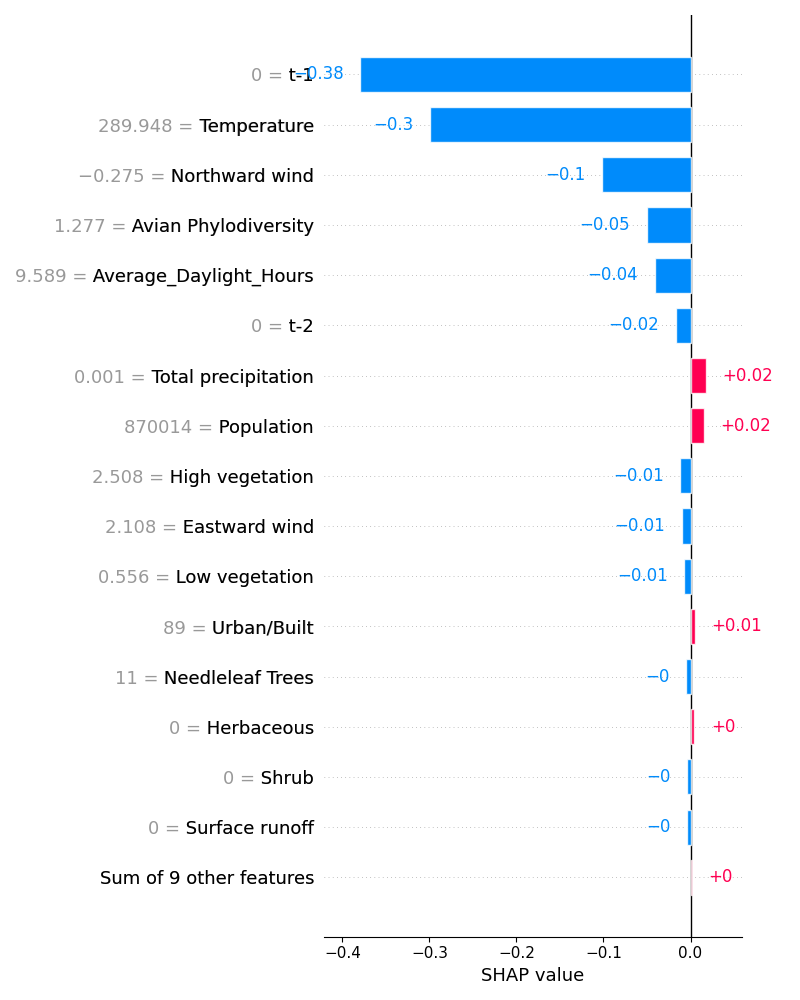 0 = t-1 −0.38
289.948 = Temperature −0.3
−0.275 = Northward wind −0.1
1.277 = Avian Phylodiversity −0.05
9.589 = Average_Daylight_Hours −0.04
0 = t-2 −0.02
0.001 = Total precipitation +0.02
870014 = Population +0.02
2.508 = High vegetation −0.01
2.108 = Eastward wind −0.01
0.556 = Low vegetation −0.01
89 = Urban/Built +0.01
11 = Needleleaf Trees −0
0 = Herbaceous +0
0 = Shrub −0
0 = Surface runoff −0
Sum of 9 other features +0
−0.4 −0.3 −0.2 −0.1 0.0
SHAP value